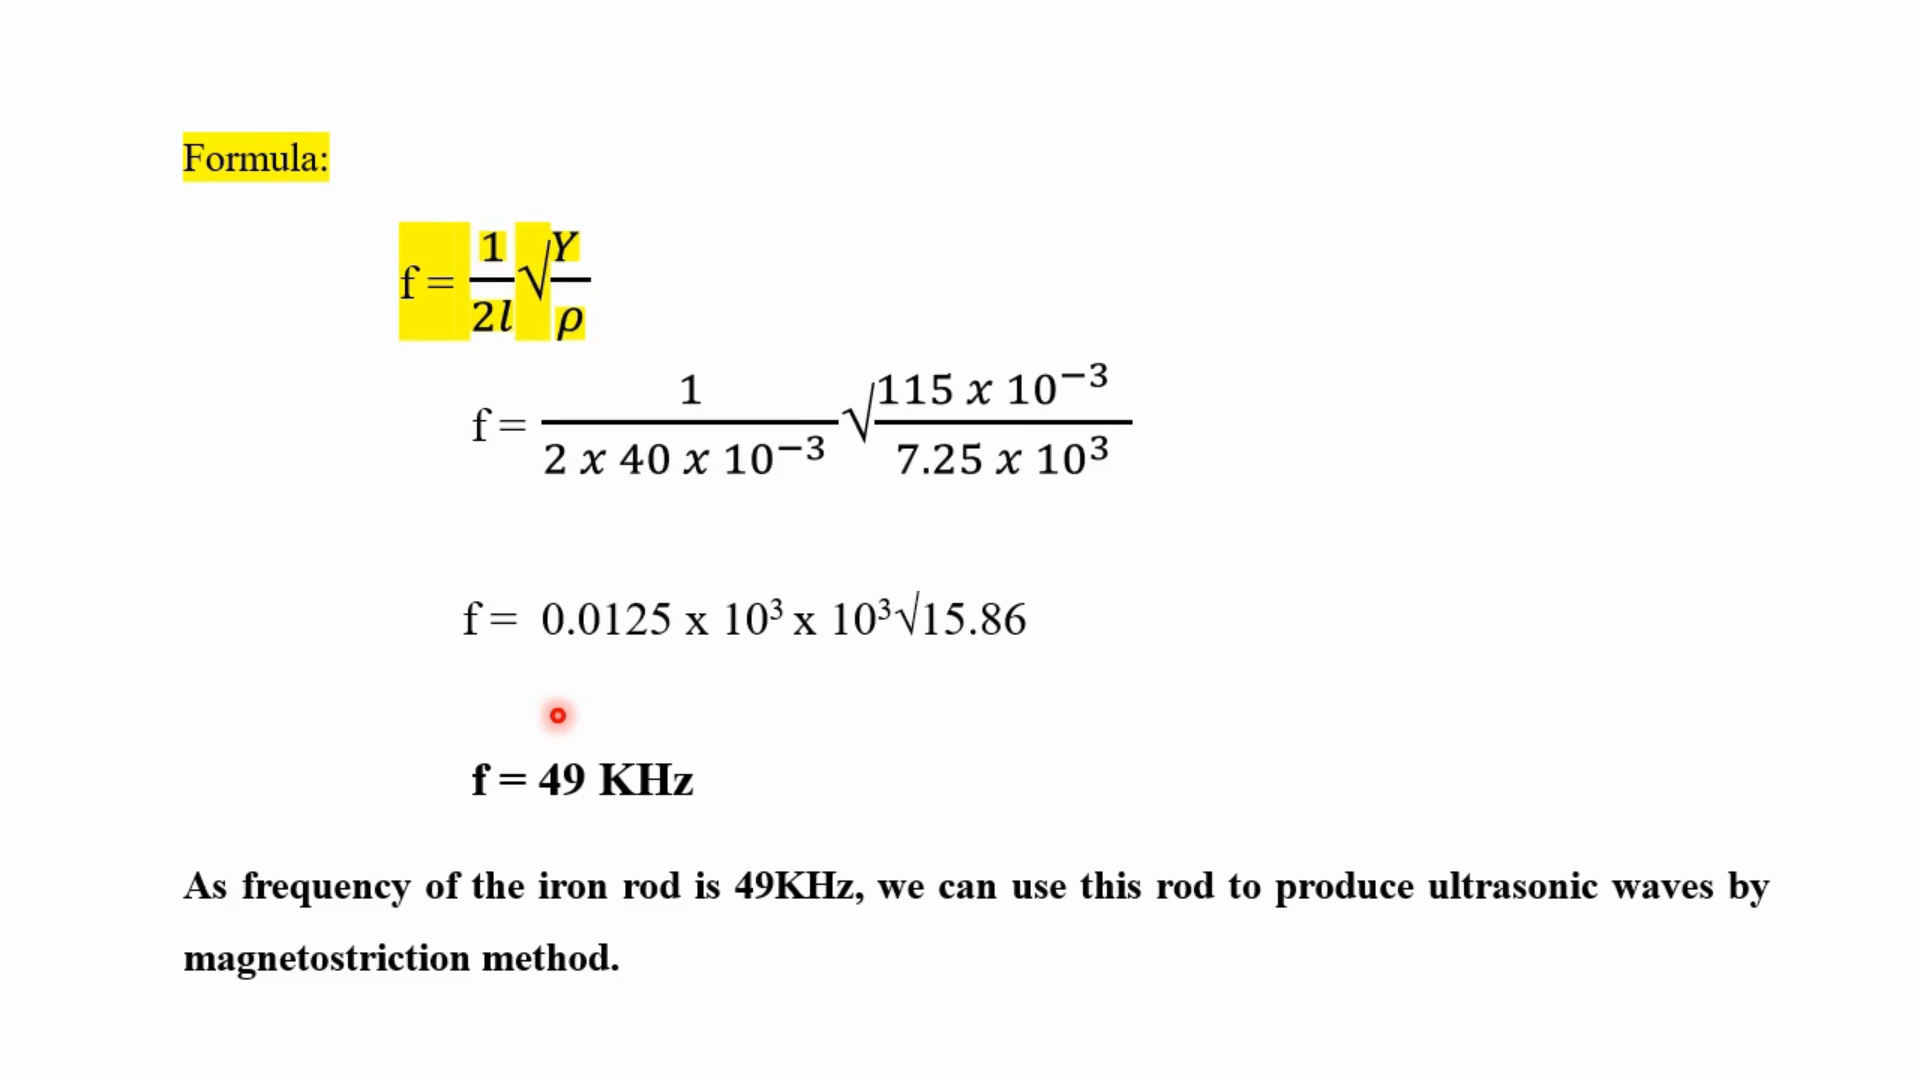 Formula:
f = 1/2l √Y/ρ
f = 1/2 x 40 x 10⁻³ √115 x 10⁻³/7.25 x 10³
f = 0.0125 x 10³ x 10³√15.86
f = 49 KHz
As frequency of the iron rod is 49KHz, we can use this rod to produce ultrasonic waves by
magnetostriction method.